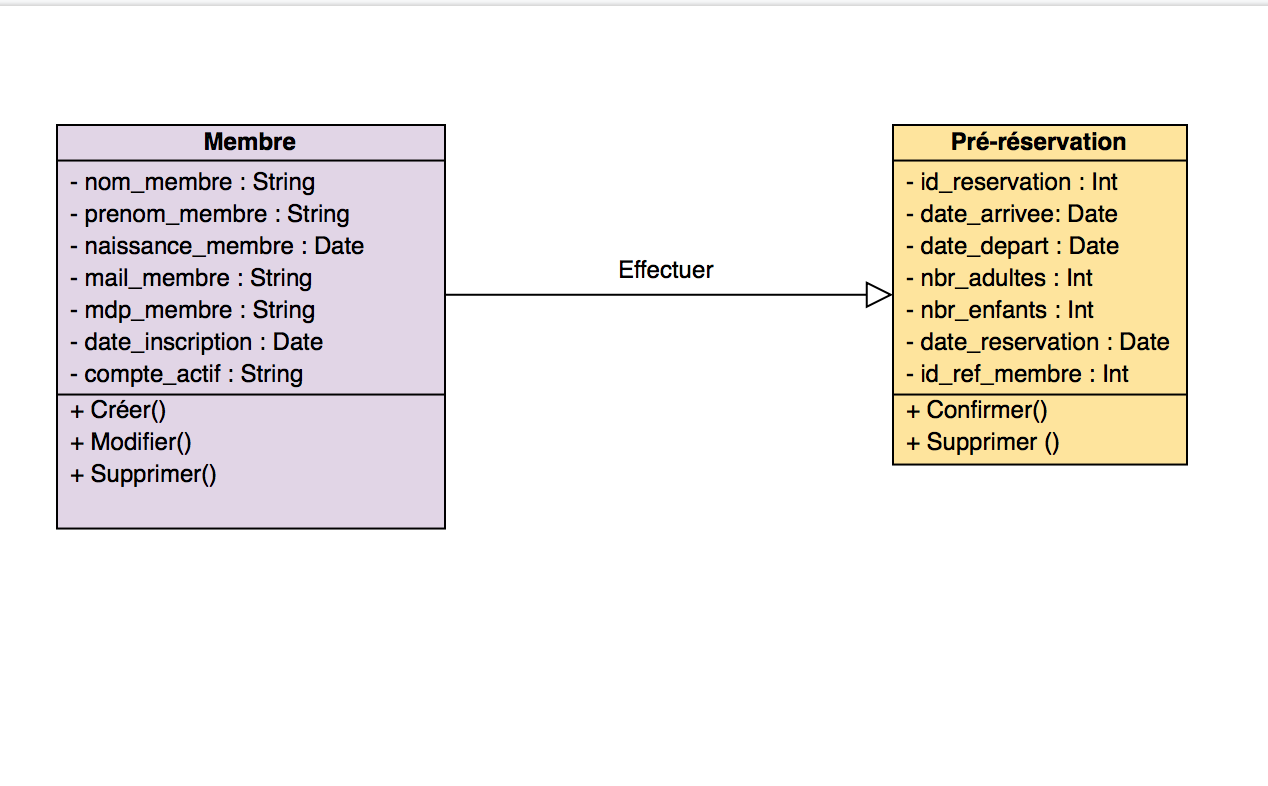 Membre
- nom_membre : String
- prenom_membre : String
- naissance_membre : Date
- mail_membre : String
- mdp_membre : String
- date_inscription : Date
- compte_actif : String
+ Créer()
+ Modifier()
+ Supprimer()
Effectuer
Pré-réservation
- id_reservation : Int
- date_arrivee: Date
- date_depart : Date
- nbr_adultes : Int
- nbr_enfants : Int
- date_reservation : Date
- id_ref_membre : Int
+ Confirmer()
+ Supprimer ()